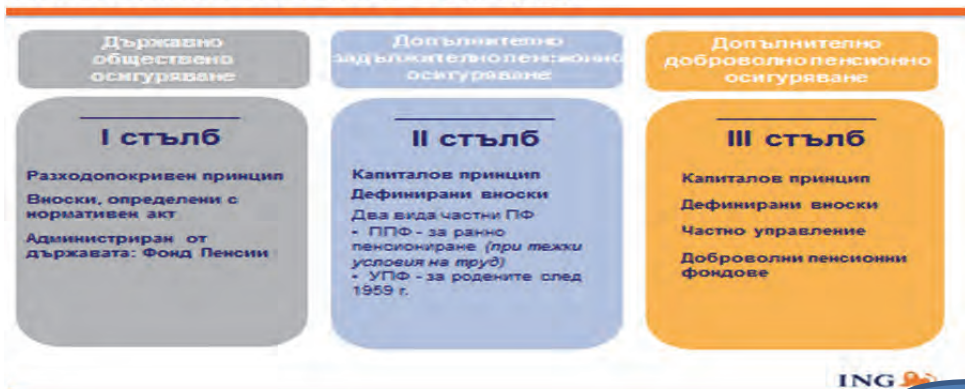 Държавно
обществено
осигуряване
I стълб
Разходопокривен принцип
Вноски, определени с
нормативен акт
Администриран от
държавата: Фонд Пенсии
Допълнително
задължително пенсионно
осигуряване
II стълб
Капиталов принцип
Дефинирани вноски
Два вида частни ПФ
• ППФ - за ранно
пенсиониране (при тежки
условия на труд)
• УПФ - за родените след
1959 г.
Допълнително
доброволно пенсионно
осигуряване
III стълб
Капиталов принцип
Дефинирани вноски
Частно управление
Доброволни пенсионни
фондове
ING